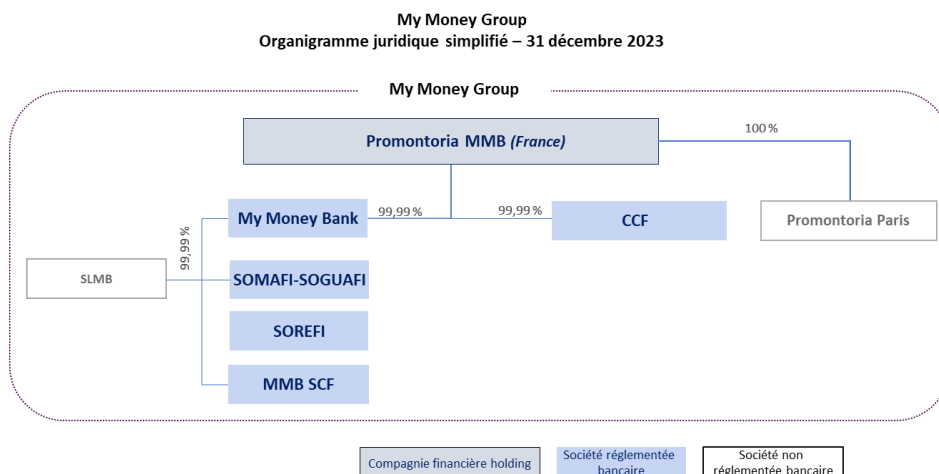 My Money Group
Organigramme juridique simplifié – 31 décembre 2023
My Money Group
Promontoria MMB (France)
100 %
My Money Bank
99,99 %
99,99 %
CCF
Promontoria Paris
99,99 %
SLMB
SOMAFI-SOGUAFI
SOREFI
MMB SCF
Compagnie financière holding
Société réglementée
bancaire
Société non
réglementée bancaire